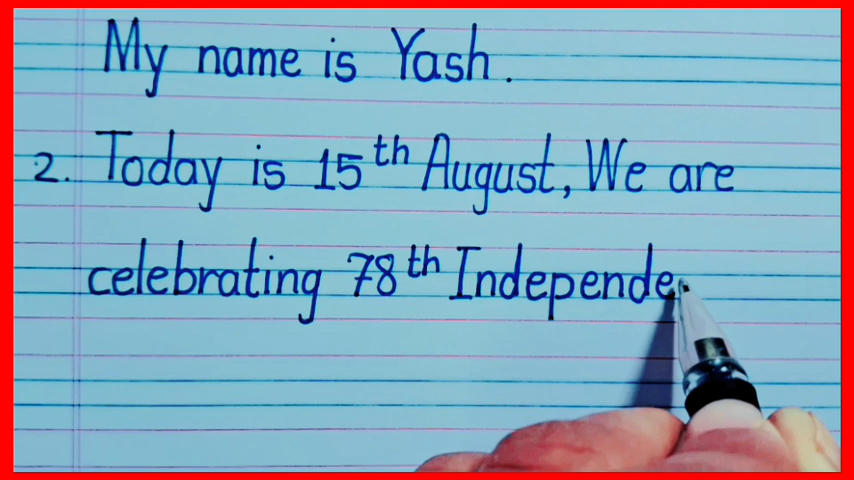 My name is Yash.
2. Today is 15th August, We are
celebrating 78th Independe